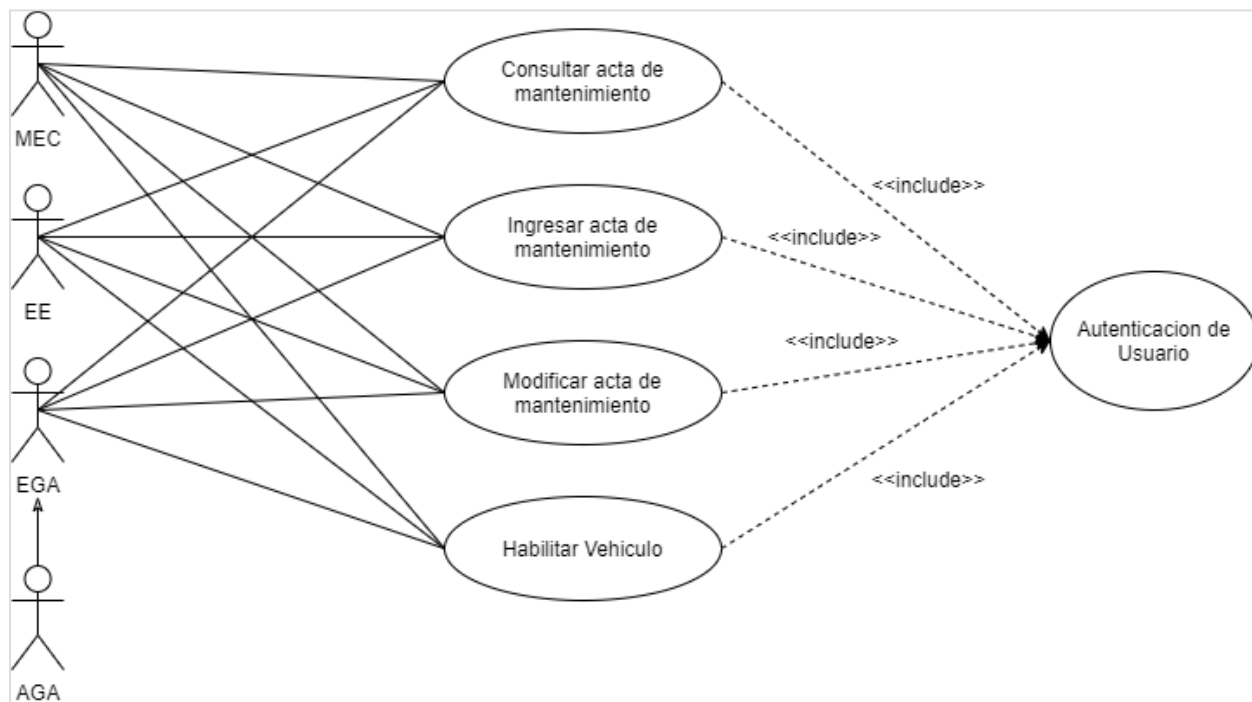 MEC
EE
EGA
AGA
Consultar acta de
mantenimiento
Ingresar acta de
mantenimiento
Modificar acta de
mantenimiento
Habilitar Vehiculo
<<include>>
<<include>>
<<include>>
<<include>>
Autenticacion de
Usuario